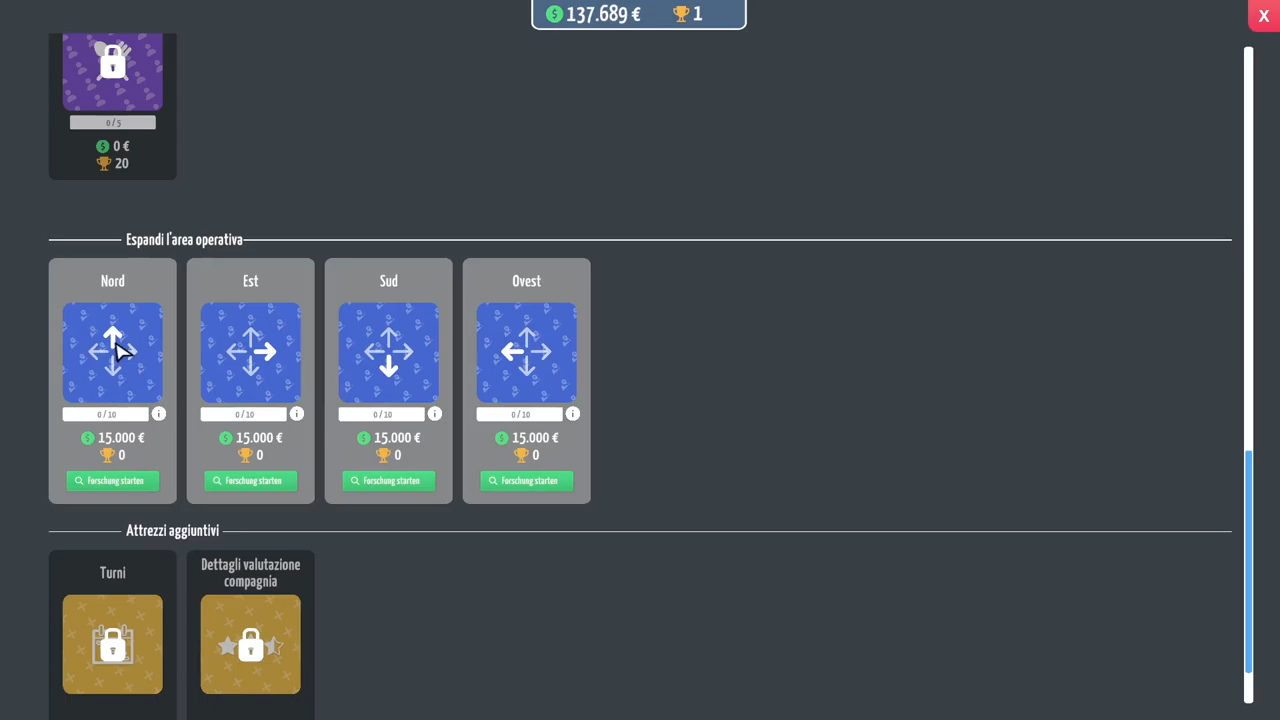 137.689 €
1
X
0 / 5
0 €
20
Espandi l'area operativa
Nord
Est
Sud
Ovest
0 / 10
i
0 / 10
i
0 / 10
i
0 / 10
i
15.000 €
15.000 €
15.000 €
15.000 €
0
0
0
0
Forschung starten
Forschung starten
Forschung starten
Forschung starten
Attrezzi aggiuntivi
Turni
Dettagli valutazione
compagnia